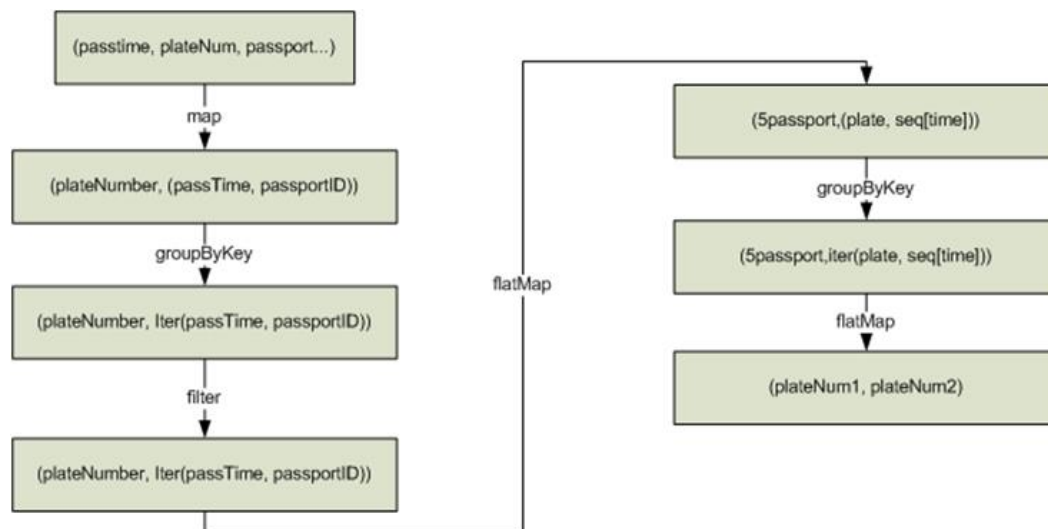 (passtime, plateNum, passport...)
map
(plateNumber, (passTime, passportID))
groupByKey
(plateNumber, Iter(passTime, passportID))
filter
(plateNumber, Iter(passTime, passportID))
flatMap
(5passport,(plate, seq[time]))
groupByKey
(5passport,iter(plate, seq[time]))
flatMap
(plateNum1, plateNum2)